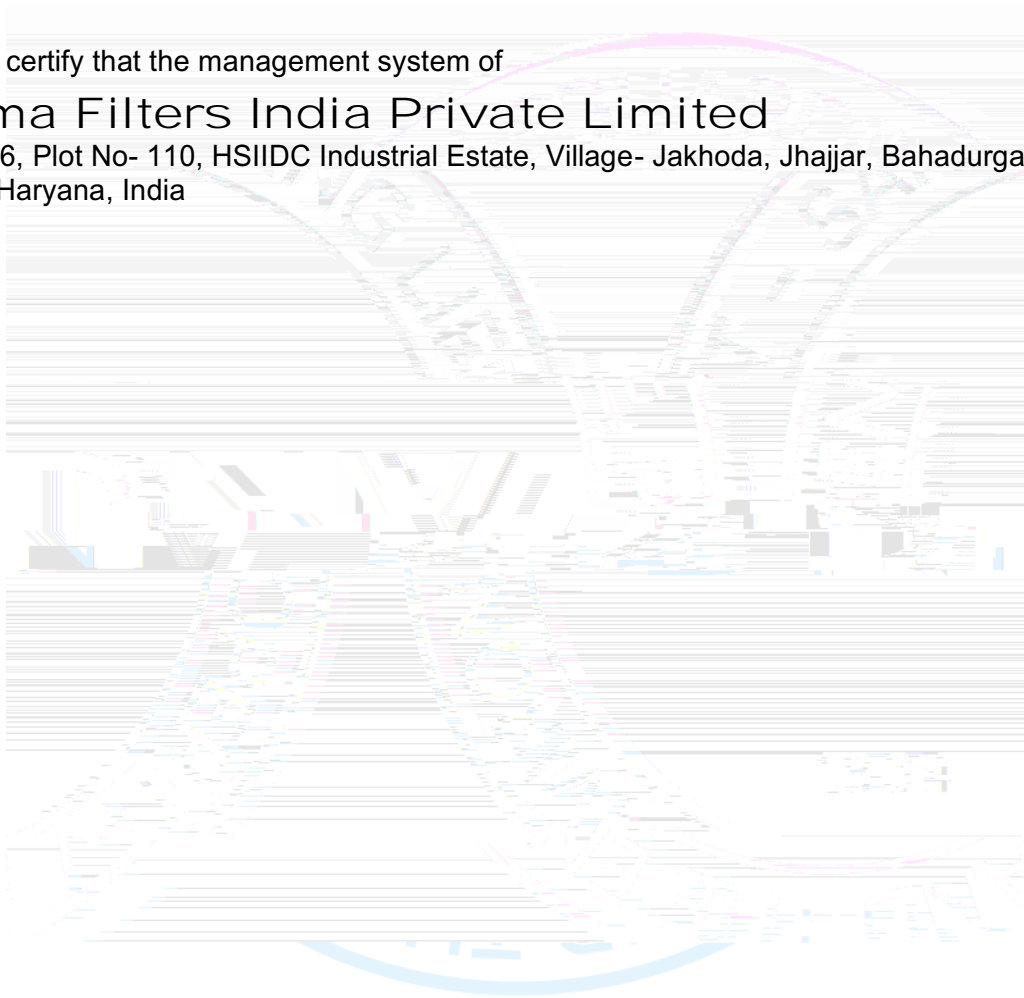 certify that the management system of
ma Filters India Private Limited
6, Plot No- 110, HSIIDC Industrial Estate, Village- Jakhoda, Jhajjar, Bahadurga
Haryana, India